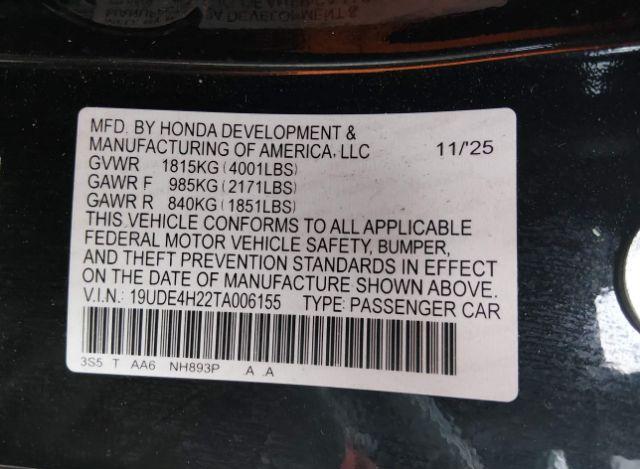 MFD. BY HONDA DEVELOPMENT &
MANUFACTURING OF AMERICA, LLC 11/'25
GVWR 1815KG (4001LBS)
GAWR F 985KG (2171LBS)
GAWR R 840KG (1851LBS)
THIS VEHICLE CONFORMS TO ALL APPLICABLE
FEDERAL MOTOR VEHICLE SAFETY, BUMPER,
AND THEFT PREVENTION STANDARDS IN EFFECT
ON THE DATE OF MANUFACTURE SHOWN ABOVE.
V.I.N.: 19UDE4H22TA006155 TYPE: PASSENGER CAR
3S5 T AA6 NH893P A .A